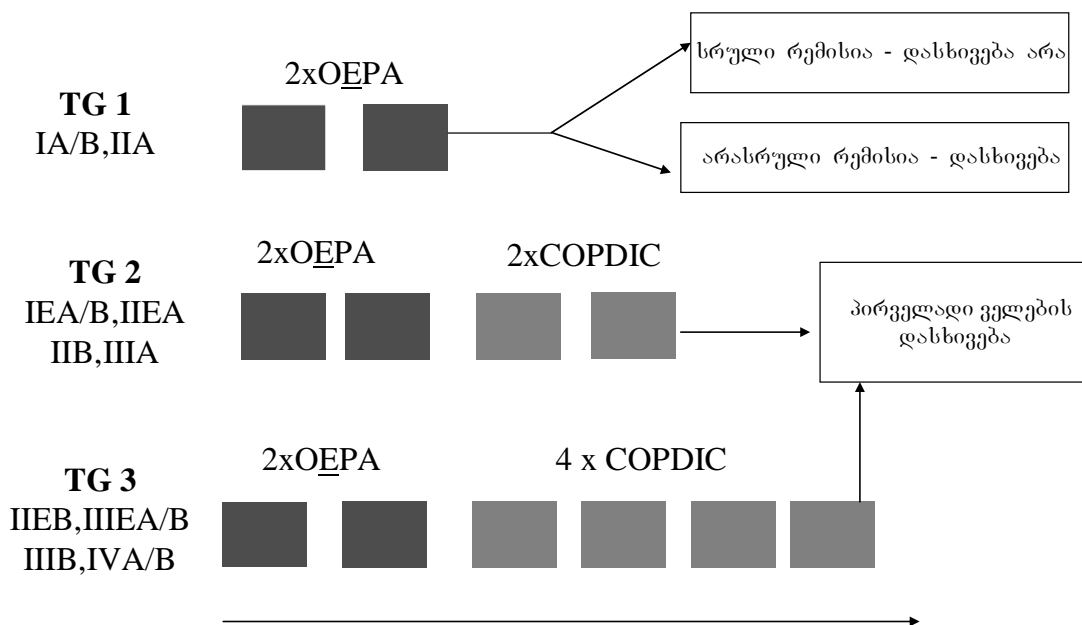 სრული რემისია - დასხივება არა
2xOEPA
TG 1
IA/B,IIA
არასრული რემისია - დასხივება
2xOEPA
2xCOPDIC
TG 2
IEA/B,IIEA
IIB,IIIA
პირველადი ველების
დასხივება
2xOEPA
4 x COPDIC
TG 3
IIEB,IIIEA/B
IIIB,IVA/B